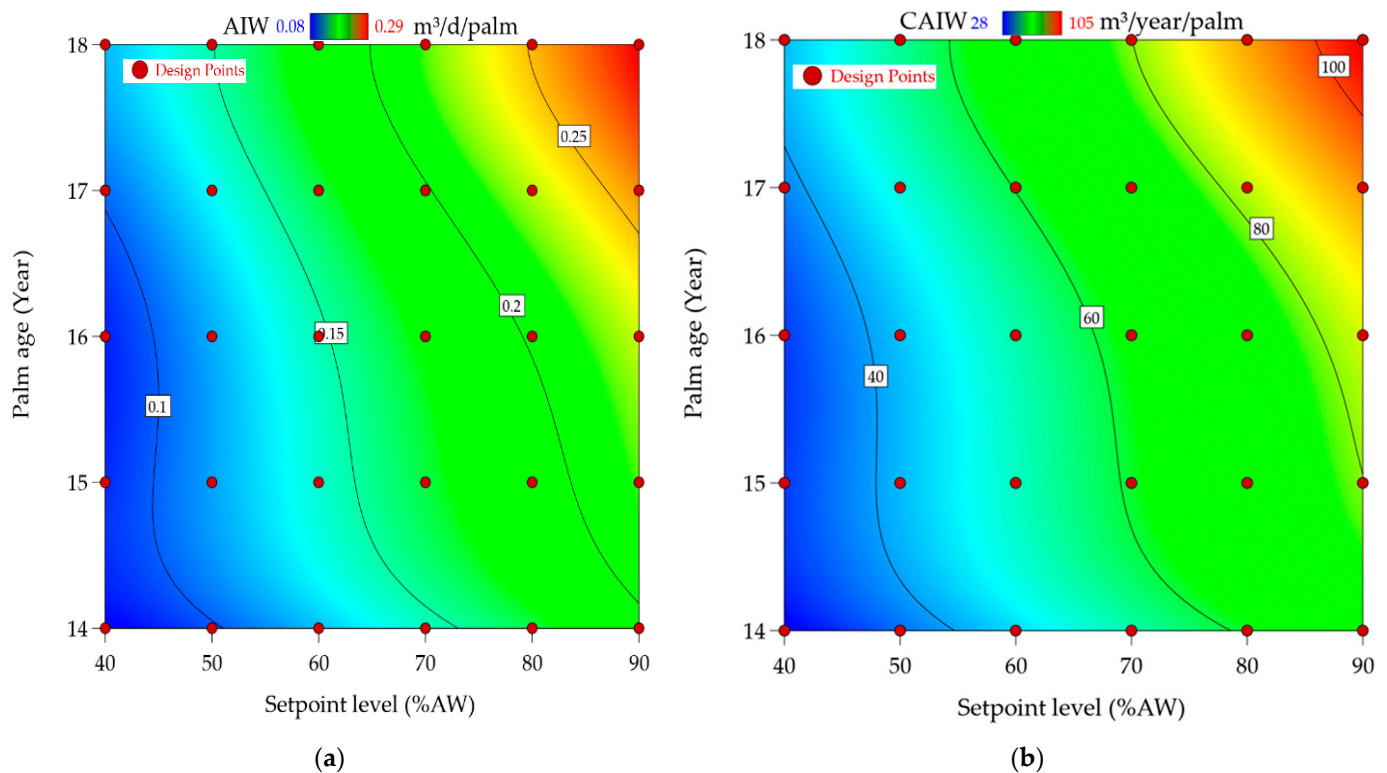 AIW 0.08 0.29 m³/d/palm
Design Points
18
17
16
15
14
40 50 60 70 80 90
0.1
0.15
0.2
0.25
Palm age (Year)
Setpoint level (%AW)
(a)
CAIW 28 105 m³/year/palm
Design Points
18
17
16
15
14
40 50 60 70 80 90
40
60
80
100
Palm age (Year)
Setpoint level (%AW)
(b)